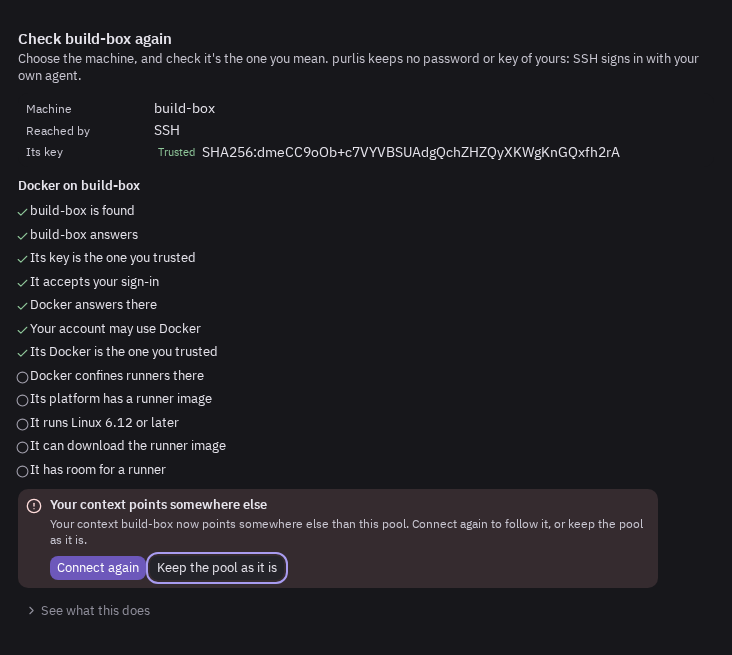 Check build-box again
Choose the machine, and check it's the one you mean. purlis keeps no password or key of yours: SSH signs in with your
own agent.
Machine build-box
Reached by SSH
Its key Trusted SHA256:dmeCC9oOb+c7VYVBSUAdgQchZHZQyXKWgKnGQxfh2rA
Docker on build-box
build-box is found
build-box answers
Its key is the one you trusted
It accepts your sign-in
Docker answers there
Your account may use Docker
Its Docker is the one you trusted
Docker confines runners there
Its platform has a runner image
It runs Linux 6.12 or later
It can download the runner image
It has room for a runner
Your context points somewhere else
Your context build-box now points somewhere else than this pool. Connect again to follow it, or keep the pool
as it is.
Connect again Keep the pool as it is
See what this does